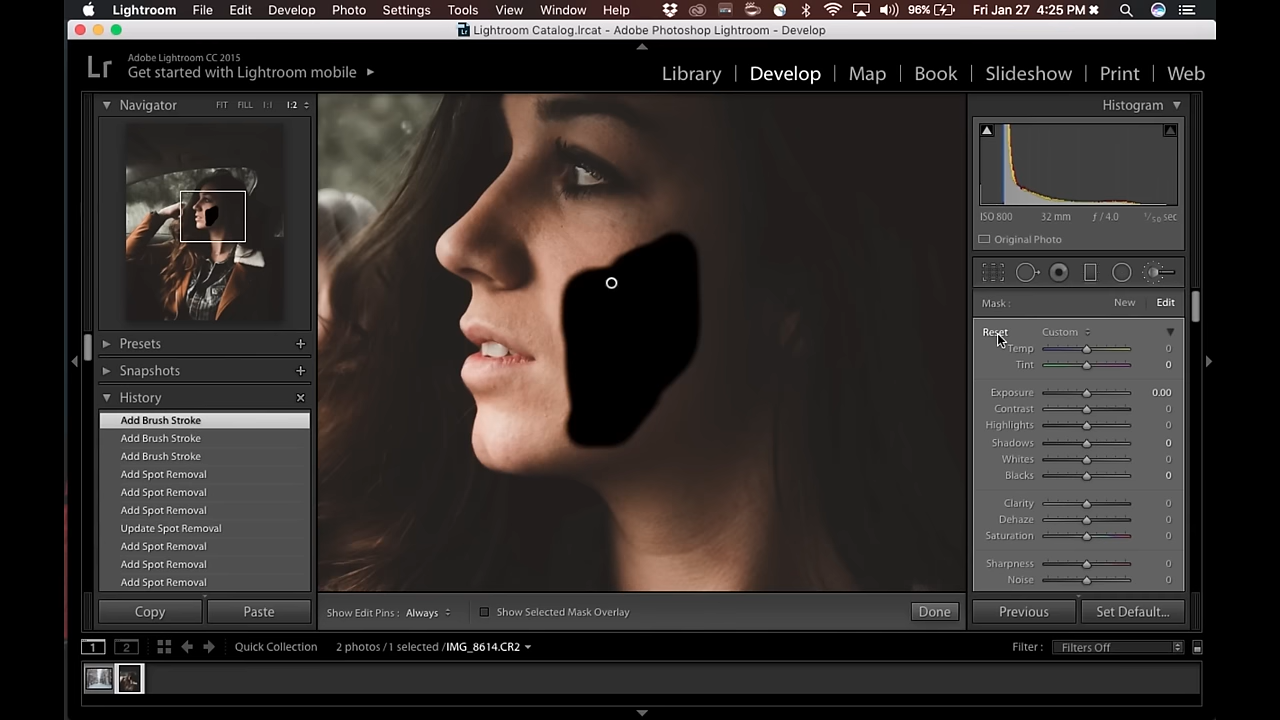 Lightroom File Edit Develop Photo Settings Tools View Window Help 96% Fri Jan 27 4:25 PM
Lightroom Catalog.lrcat - Adobe Photoshop Lightroom - Develop
Lr
Adobe Lightroom CC 2015
Get started with Lightroom mobile
Library | Develop | Map | Book | Slideshow | Print | Web
Navigator FIT FILL 1:1 1:2
Presets
Snapshots
History
Add Brush Stroke
Add Brush Stroke
Add Brush Stroke
Add Spot Removal
Add Spot Removal
Add Spot Removal
Update Spot Removal
Add Spot Removal
Add Spot Removal
Add Spot Removal
Copy Paste
Show Edit Pins : Always Show Selected Mask Overlay Done
Histogram
ISO 800 32 mm ƒ / 4.0 1/50 sec
Original Photo
Mask : New Edit
Reset Custom
Temp 0
Tint 0
Exposure 0.00
Contrast 0
Highlights 0
Shadows 0
Whites 0
Blacks 0
Clarity 0
Dehaze 0
Saturation 0
Sharpness 0
Noise 0
Previous Set Default...
1 2 Quick Collection 2 photos / 1 selected / IMG_8614.CR2 Filter : Filters Off